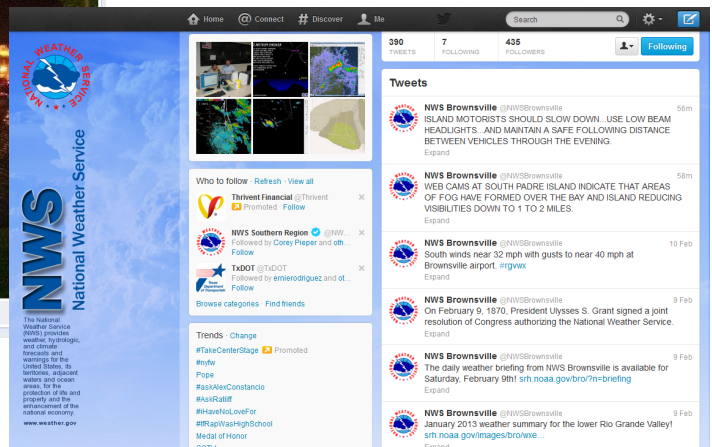 Home
Connect
Discover
Me
Search
NATIONAL WEATHER SERVICE
NWS
National Weather Service
The National
Weather Service
(NWS) provides
weather, hydrologic,
and climate
forecasts and
warnings for the
United States, its
territories, adjacent
waters and ocean
areas, for the
protection of life and
property and the
enhancement of the
national economy.
www.weather.gov
Who to follow · Refresh · View all
Thrivent Financial @Thrivent
Promoted · Follow
NWS Southern Region @NW...
Followed by Corey Pieper and oth...
Follow
TxDOT @TxDOT
Followed by ernierodriguez and ot...
Follow
Browse categories · Find friends
Trends · Change
#TakeCenterStage Promoted
#nyfw
Pope
#askAlexConstancio
#AskRatliff
#iHaveNoLoveFor
#IfRapWasHighSchool
Medal of Honor
390
TWEETS
7
FOLLOWING
435
FOLLOWERS
Following
Tweets
NWS Brownsville @NWSBrownsville 56m
ISLAND MOTORISTS SHOULD SLOW DOWN...USE LOW BEAM
HEADLIGHTS...AND MAINTAIN A SAFE FOLLOWING DISTANCE
BETWEEN VEHICLES THROUGH THE EVENING.
Expand
NWS Brownsville @NWSBrownsville 58m
WEB CAMS AT SOUTH PADRE ISLAND INDICATE THAT AREAS
OF FOG HAVE FORMED OVER THE BAY AND ISLAND REDUCING
VISIBILITIES DOWN TO 1 TO 2 MILES.
Expand
NWS Brownsville @NWSBrownsville 10 Feb
South winds near 32 mph with gusts to near 40 mph at
Brownsville airport. #rgvwx
Expand
NWS Brownsville @NWSBrownsville 9 Feb
On February 9, 1870, President Ulysses S. Grant signed a joint
resolution of Congress authorizing the National Weather Service.
Expand
NWS Brownsville @NWSBrownsville 9 Feb
The daily weather briefing from NWS Brownsville is available for
Saturday, February 9th! srh.noaa.gov/bro/?n=briefing
Expand
NWS Brownsville @NWSBrownsville 9 Feb
January 2013 weather summary for the lower Rio Grande Valley!
srh.noaa.gov/images/bro/wxe...
Expand